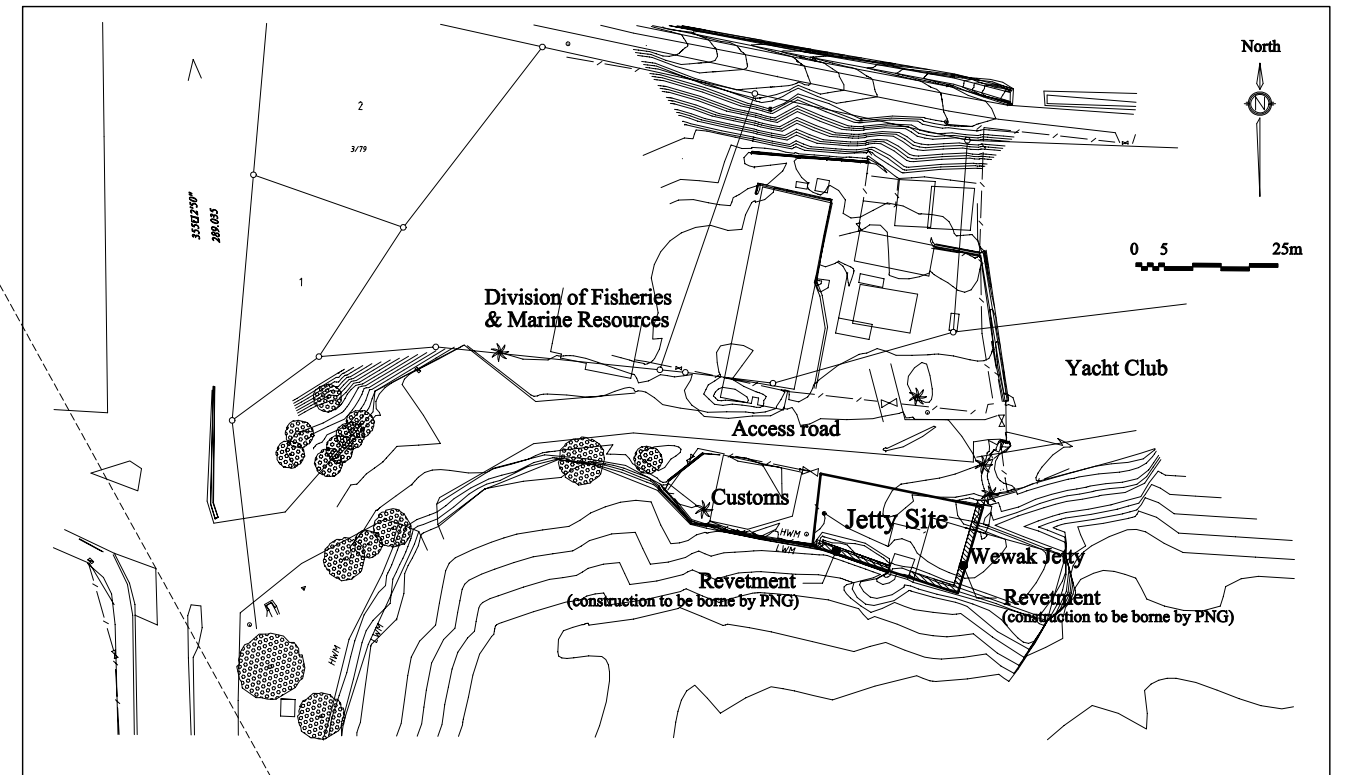 North
N
2
3/79
355°12'50"
289.035
0 5 25m
1
Division of Fisheries
& Marine Resources
Yacht Club
Access road
Customs
Jetty Site
HWM
LWM
Wewak Jetty
Revetment
(construction to be borne by PNG)
Revetment
(construction to be borne by PNG)
HWM
LWM